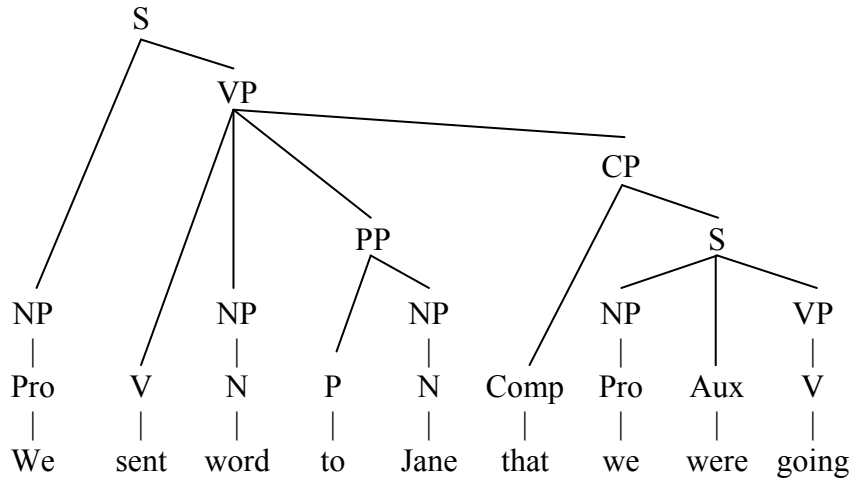 S
VP
CP
PP S
NP NP NP NP VP
Pro V N P N Comp Pro Aux V
We sent word to Jane that we were going